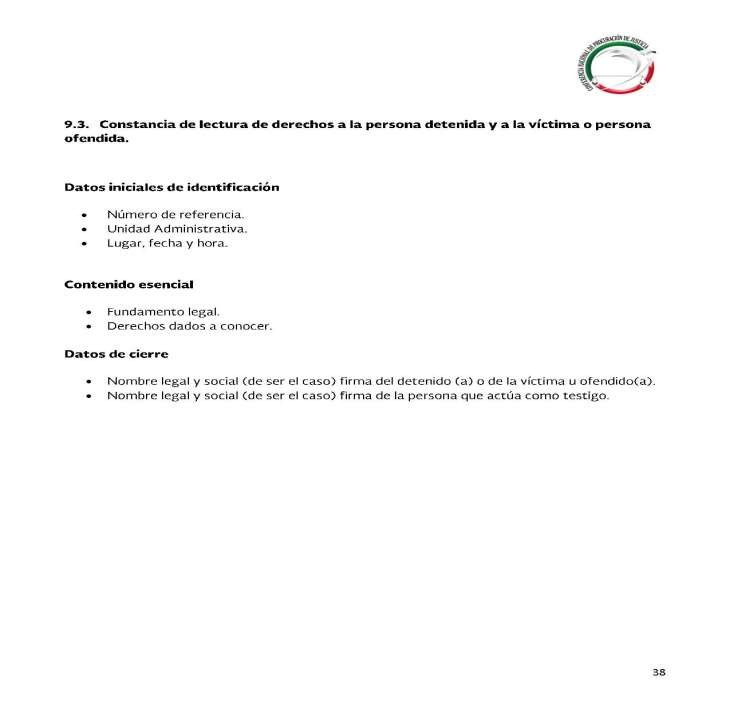 CONFERENCIA NACIONAL DE PROCURACIÓN DE JUSTICIA
9.3. Constancia de lectura de derechos a la persona detenida y a la víctima o persona
ofendida.
Datos iniciales de identificación
• Número de referencia.
• Unidad Administrativa.
• Lugar, fecha y hora.
Contenido esencial
• Fundamento legal.
• Derechos dados a conocer.
Datos de cierre
• Nombre legal y social (de ser el caso) firma del detenido (a) o de la víctima u ofendido(a).
• Nombre legal y social (de ser el caso) firma de la persona que actúa como testigo.
38